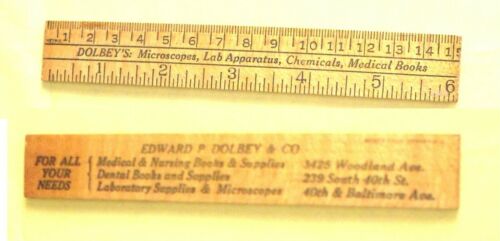 1 2 3 4 5 6 7 8 9 10 11 12 13 14 15
DOLBEY'S: Microscopes, Lab Apparatus, Chemicals, Medical Books
1 2 3 4 5 6
EDWARD P. DOLBEY & CO
FOR ALL YOUR NEEDS
Medical & Nursing Books & Supplies 3425 Woodland Ave.
Dental Books and Supplies 239 South 40th St.
Laboratory Supplies & Microscopes 40th & Baltimore Ave.